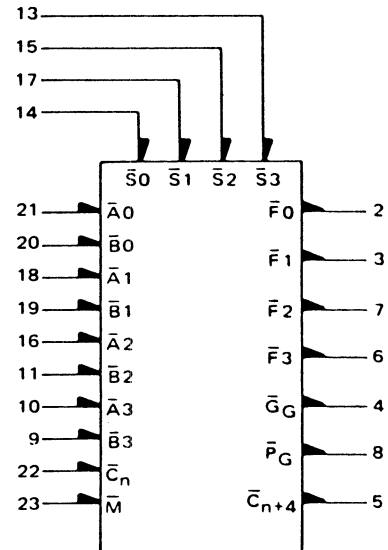 13
15
17
14
S̄0 S̄1 S̄2 S̄3
21 Ā0 F̄0 2
20 B̄0
18 Ā1 F̄1 3
19 B̄1 F̄2 7
16 Ā2 F̄3 6
11 B̄2
10 Ā3 ḠG 4
9 B̄3 P̄G 8
22 C̄n
23 M̄ C̄n+4 5